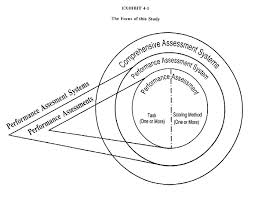 EXHIBIT 4-1
The Focus of this Study
Comprehensive Assessment Systems
Performance Assessment System
Performance Assessment
Task
(One or More)
Scoring Method
(One or More)
Performance Assessment Systems
Performance Assessments